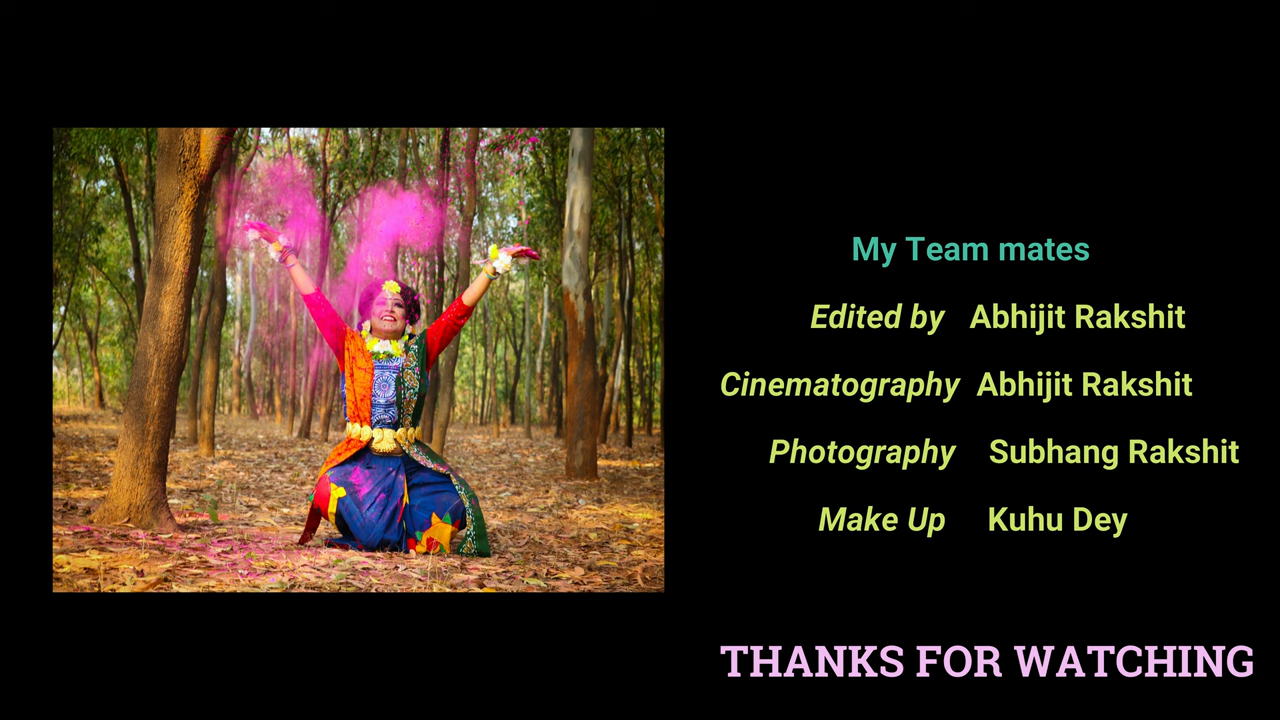 My Team mates
Edited by Abhijit Rakshit
Cinematography Abhijit Rakshit
Photography Subhang Rakshit
Make Up Kuhu Dey
THANKS FOR WATCHING